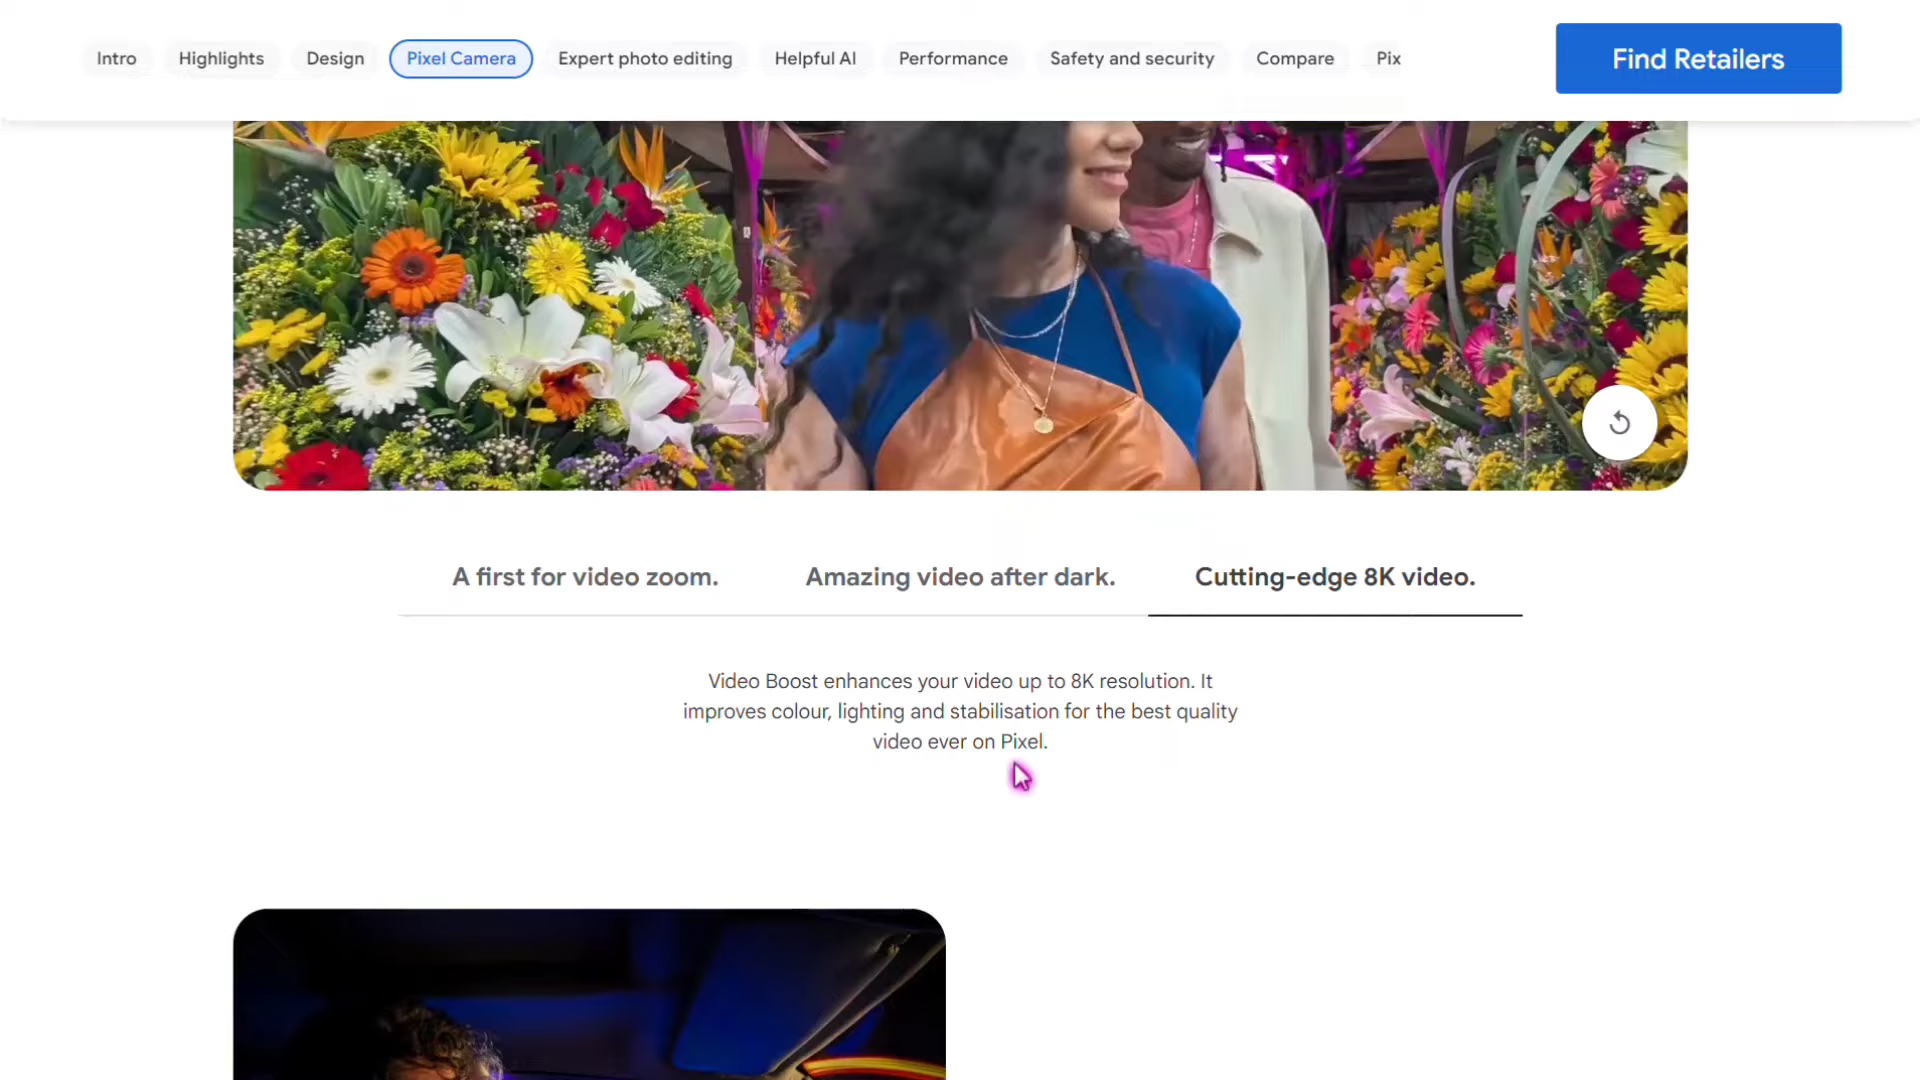 Intro Highlights Design Pixel Camera Expert photo editing Helpful AI Performance Safety and security Compare Pix Find Retailers
A first for video zoom. Amazing video after dark. Cutting-edge 8K video.
Video Boost enhances your video up to 8K resolution. It
improves colour, lighting and stabilisation for the best quality
video ever on Pixel.